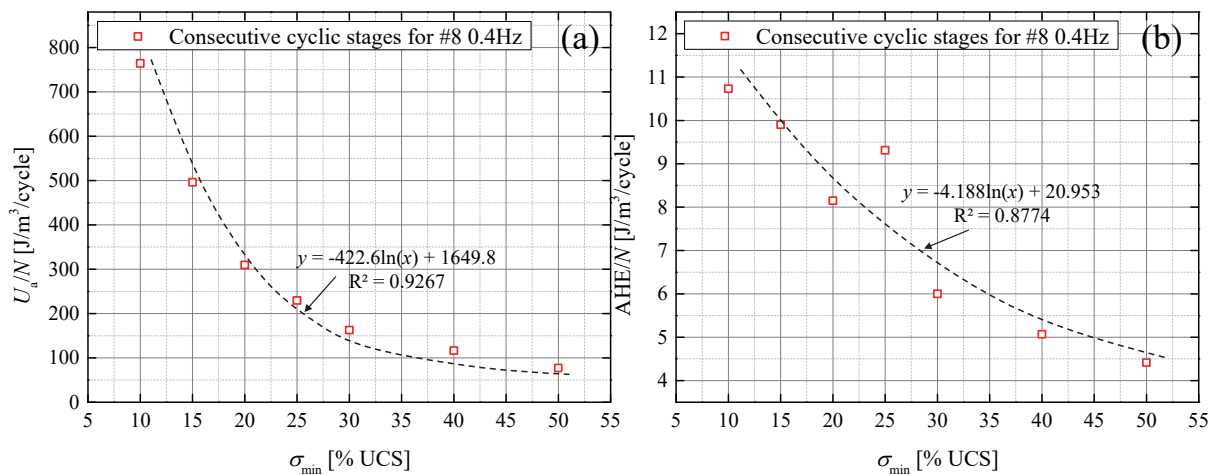 Consecutive cyclic stages for #8 0.4Hz
(a)
800
700
600
500
400
300
200
100
0
U_a/N [J/m³/cycle]
y = -422.6ln(x) + 1649.8
R² = 0.9267
5 10 15 20 25 30 35 40 45 50 55
σ_min [% UCS]
Consecutive cyclic stages for #8 0.4Hz
(b)
12
11
10
9
8
7
6
5
4
AHE/N [J/m³/cycle]
y = -4.188ln(x) + 20.953
R² = 0.8774
5 10 15 20 25 30 35 40 45 50 55
σ_min [% UCS]